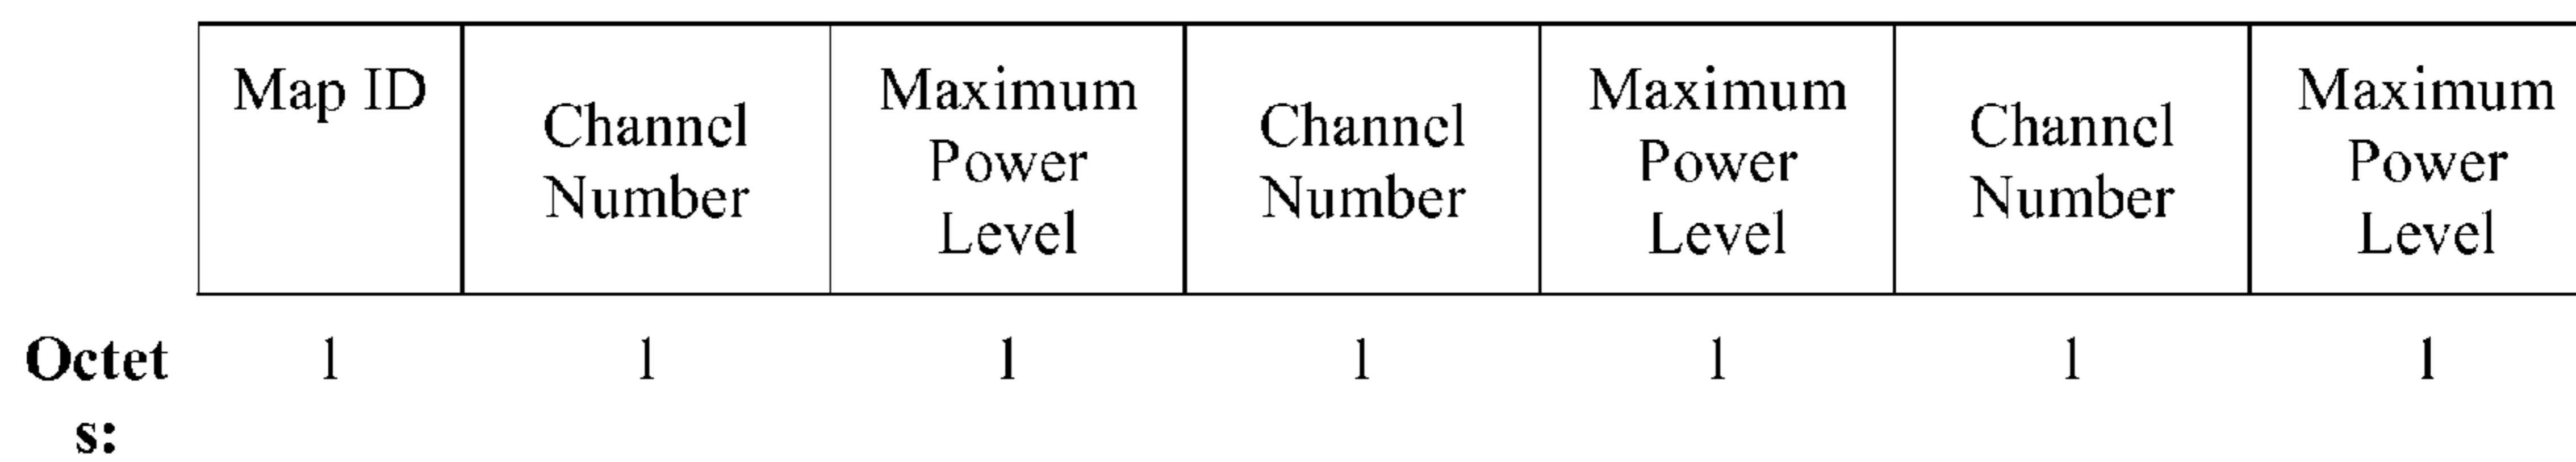 Map ID
Channel
Number
Maximum
Power
Level
Channel
Number
Maximum
Power
Level
Channel
Number
Maximum
Power
Level
Octet 1 1 1 1 1 1 1
s: